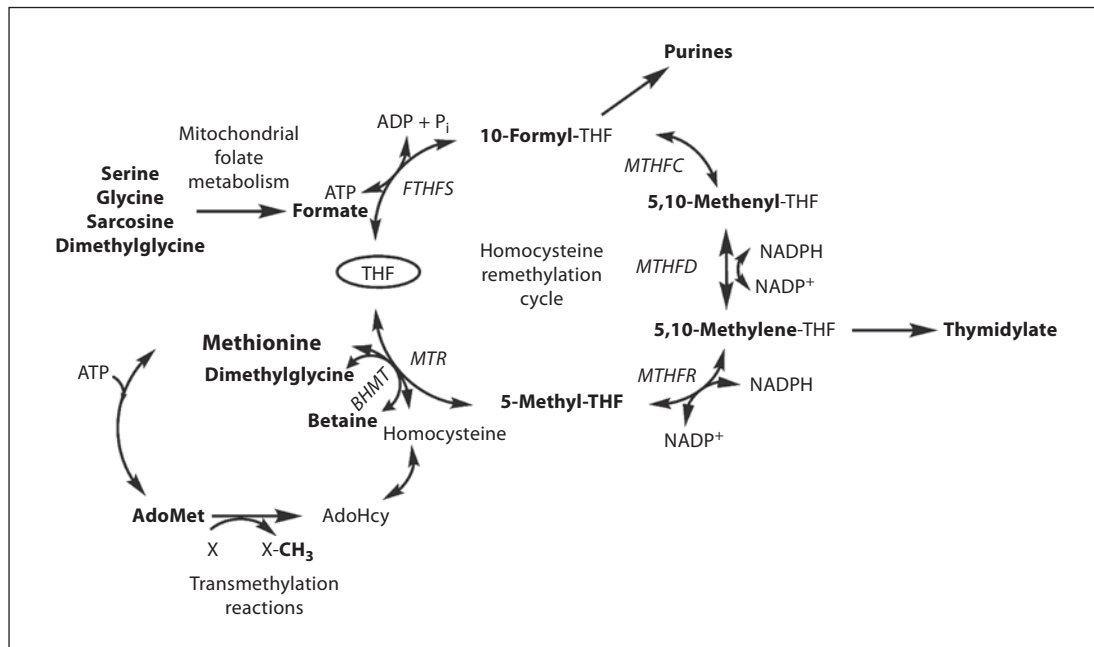 Purines
ADP + Pi
10-Formyl-THF
Mitochondrial
folate
metabolism
MTHFC
Serine
Glycine
Sarcosine
Dimethylglycine
ATP
FTHFS
Formate
5,10-Methenyl-THF
Homocysteine
remethylation
cycle
MTHFD
NADPH
NADP+
THF
5,10-Methylene-THF
Thymidylate
Methionine
Dimethylglycine
MTR
BHMT
Betaine
Homocysteine
MTHFR
NADPH
5-Methyl-THF
NADP+
ATP
AdoMet
AdoHcy
X
X-CH3
Transmethylation
reactions